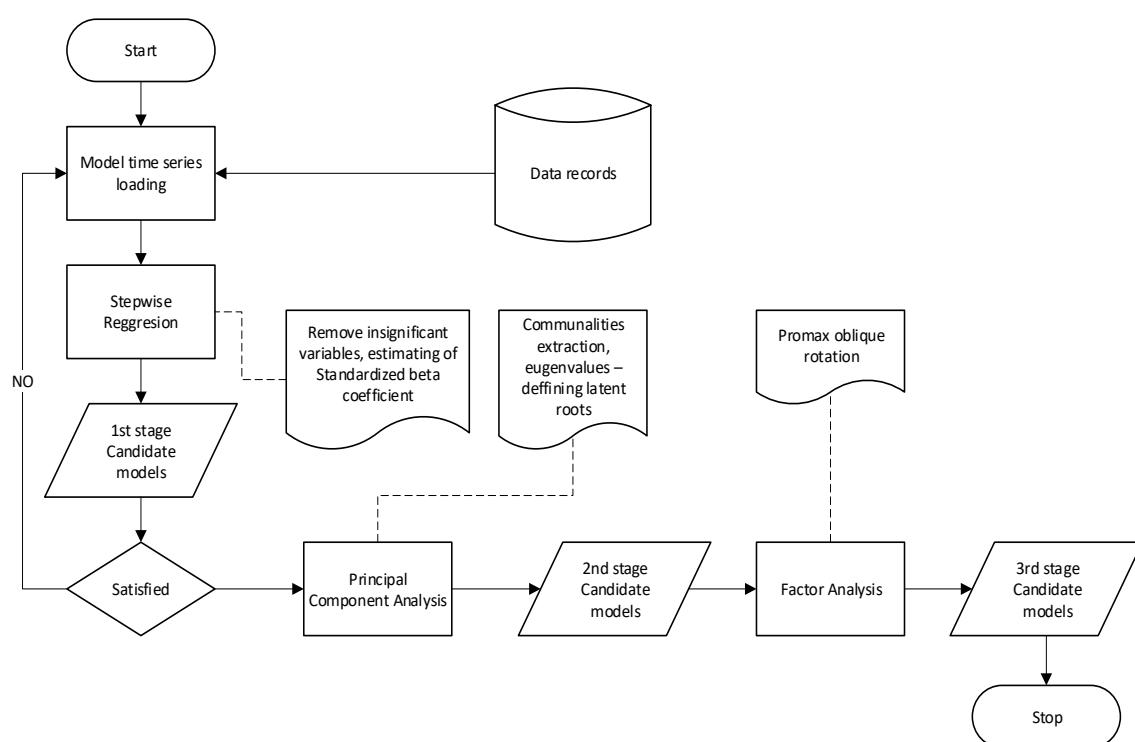 Start
Model time series
loading
Data records
Stepwise
Reggresion
Remove insignificant
variables, estimating of
Standardized beta
coefficient
Communalities
extraction,
eigenvalues –
deffining latent
roots
Promax oblique
rotation
NO
1st stage
Candidate
models
Satisfied
Principal
Component Analysis
2nd stage
Candidate
models
Factor Analysis
3rd stage
Candidate
models
Stop